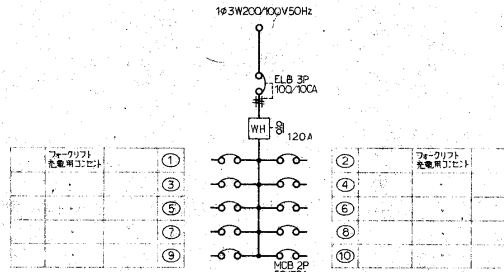 1φ3W200/100V50Hz
ELB 3P
100/100A
WH
120A
フォークリフト
充電用コンセント
①
②
フォークリフト
充電用コンセント
③
④
⑤
⑥
⑦
⑧
⑨
⑩
MCB 2P